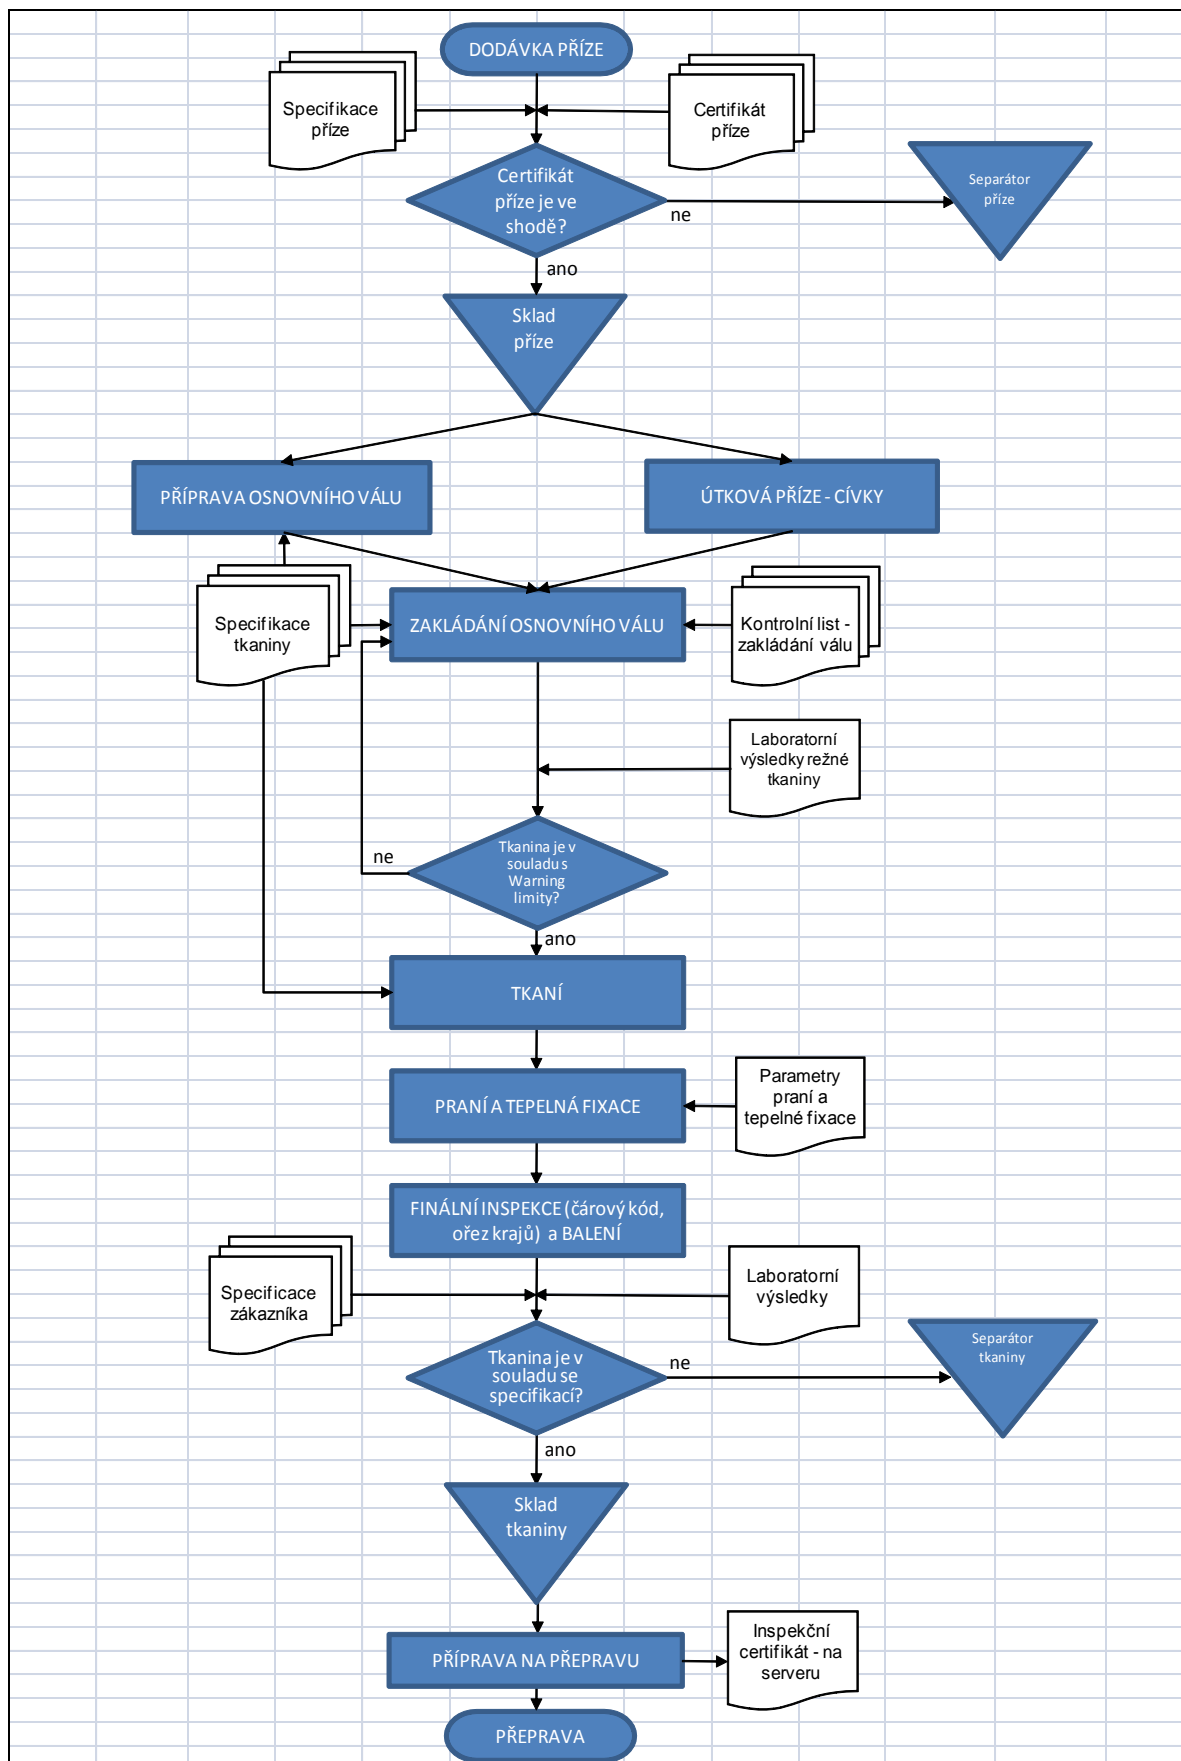 DODÁVKA PŘÍZE
Specifikace
příze
Certifikát
příze
Certifikát
příze je ve
shodě?
ne
Separátor
příze
ano
Sklad
příze
PŘÍPRAVA OSNOVNÍHO VÁLU
ÚTKOVÁ PŘÍZE - CÍVKY
Specifikace
tkaniny
ZAKLÁDÁNÍ OSNOVNÍHO VÁLU
Kontrolní list -
zakládání válu
Laboratorní
výsledky režné
tkaniny
Tkanina je v
souladu s
Warning
limity?
ne
ano
TKANÍ
PRANÍ A TEPELNÁ FIXACE
Parametry
praní a
tepelné fixace
FINÁLNÍ INSPEKCE (čárový kód,
ořez krajů) a BALENÍ
Specificace
zákazníka
Laboratorní
výsledky
Tkanina je v
souladu se
specifikací?
ne
Separátor
tkaniny
ano
Sklad
tkaniny
PŘÍPRAVA NA PŘEPRAVU
Inspekční
certifikát - na
serveru
PŘEPRAVA